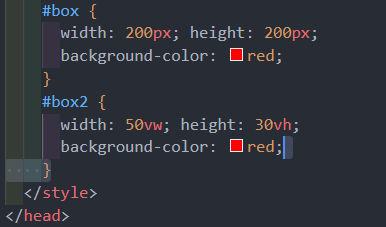 #box {
width: 200px; height: 200px;
background-color: red;
}
#box2 {
width: 50vw; height: 30vh;
background-color: red;
}
</style>
</head>